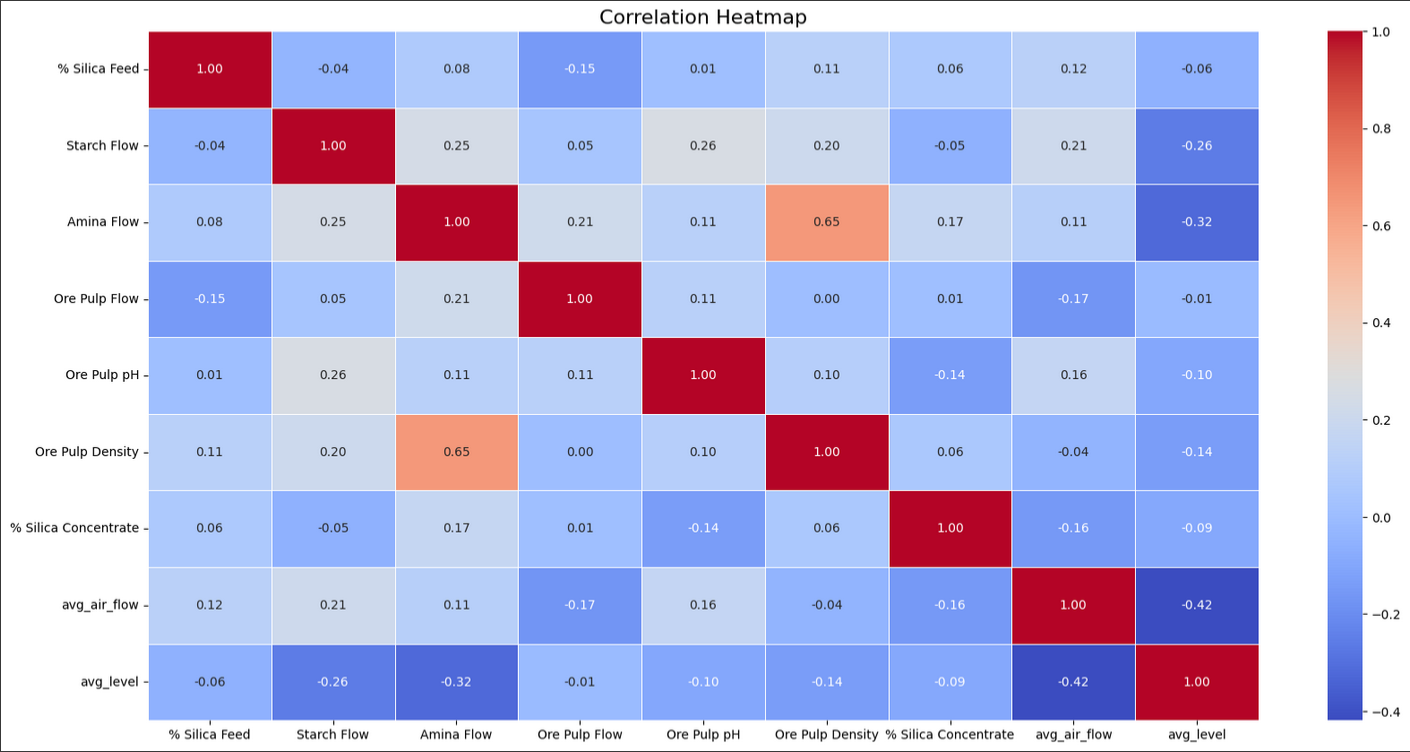 Correlation Heatmap
% Silica Feed 1.00 -0.04 0.08 -0.15 0.01 0.11 0.06 0.12 -0.06
Starch Flow -0.04 1.00 0.25 0.05 0.26 0.20 -0.05 0.21 -0.26
Amina Flow 0.08 0.25 1.00 0.21 0.11 0.65 0.17 0.11 -0.32
Ore Pulp Flow -0.15 0.05 0.21 1.00 0.11 0.00 0.01 -0.17 -0.01
Ore Pulp pH 0.01 0.26 0.11 0.11 1.00 0.10 -0.14 0.16 -0.10
Ore Pulp Density 0.11 0.20 0.65 0.00 0.10 1.00 0.06 -0.04 -0.14
% Silica Concentrate 0.06 -0.05 0.17 0.01 -0.14 0.06 1.00 -0.16 -0.09
avg_air_flow 0.12 0.21 0.11 -0.17 0.16 -0.04 -0.16 1.00 -0.42
avg_level -0.06 -0.26 -0.32 -0.01 -0.10 -0.14 -0.09 -0.42 1.00
% Silica Feed Starch Flow Amina Flow Ore Pulp Flow Ore Pulp pH Ore Pulp Density % Silica Concentrate avg_air_flow avg_level
1.0
0.8
0.6
0.4
0.2
0.0
−0.2
−0.4